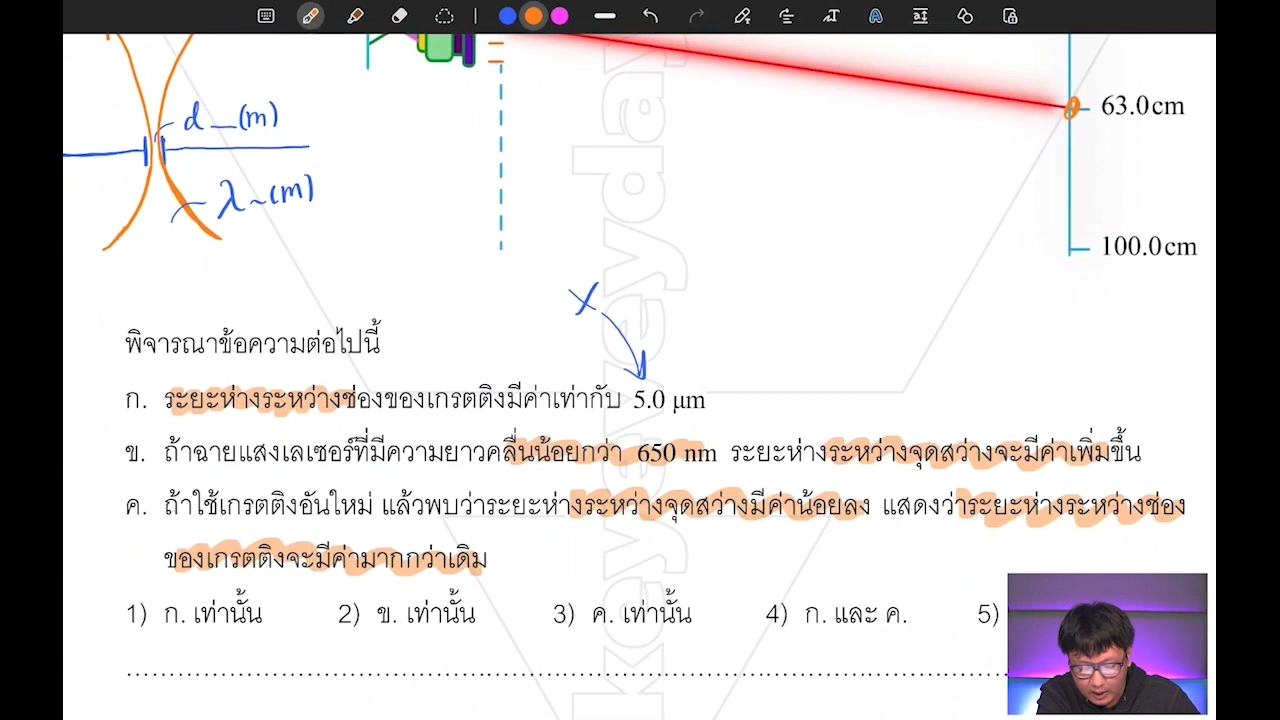 63.0cm
d _(m)
λ ~(m)
100.0cm
x
พิจารณาข้อความต่อไปนี้
ก. ระยะห่างระหว่างช่องของเกรตติงมีค่าเท่ากับ 5.0 μm
ข. ถ้าฉายแสงเลเซอร์ที่มีความยาวคลื่นน้อยกว่า 650 nm ระยะห่างระหว่างจุดสว่างจะมีค่าเพิ่มขึ้น
ค. ถ้าใช้เกรตติงอันใหม่ แล้วพบว่าระยะห่างระหว่างจุดสว่างมีค่าน้อยลง แสดงว่าระยะห่างระหว่างช่อง
ของเกรตติงจะมีค่ามากกว่าเดิม
1) ก. เท่านั้น 2) ข. เท่านั้น 3) ค. เท่านั้น 4) ก. และ ค. 5)
keyeveyday